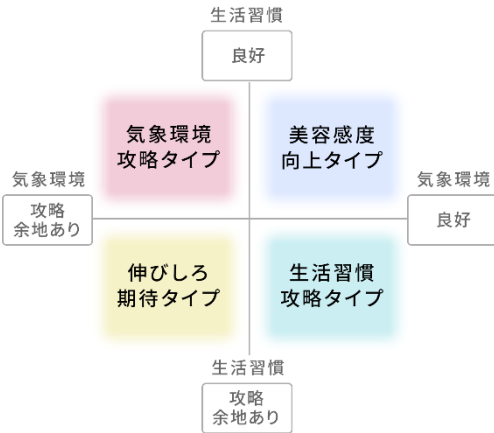 生活習慣
良好
気象環境
攻略タイプ
美容感度
向上タイプ
気象環境
攻略
余地あり
気象環境
良好
伸びしろ
期待タイプ
生活習慣
攻略タイプ
生活習慣
攻略
余地あり